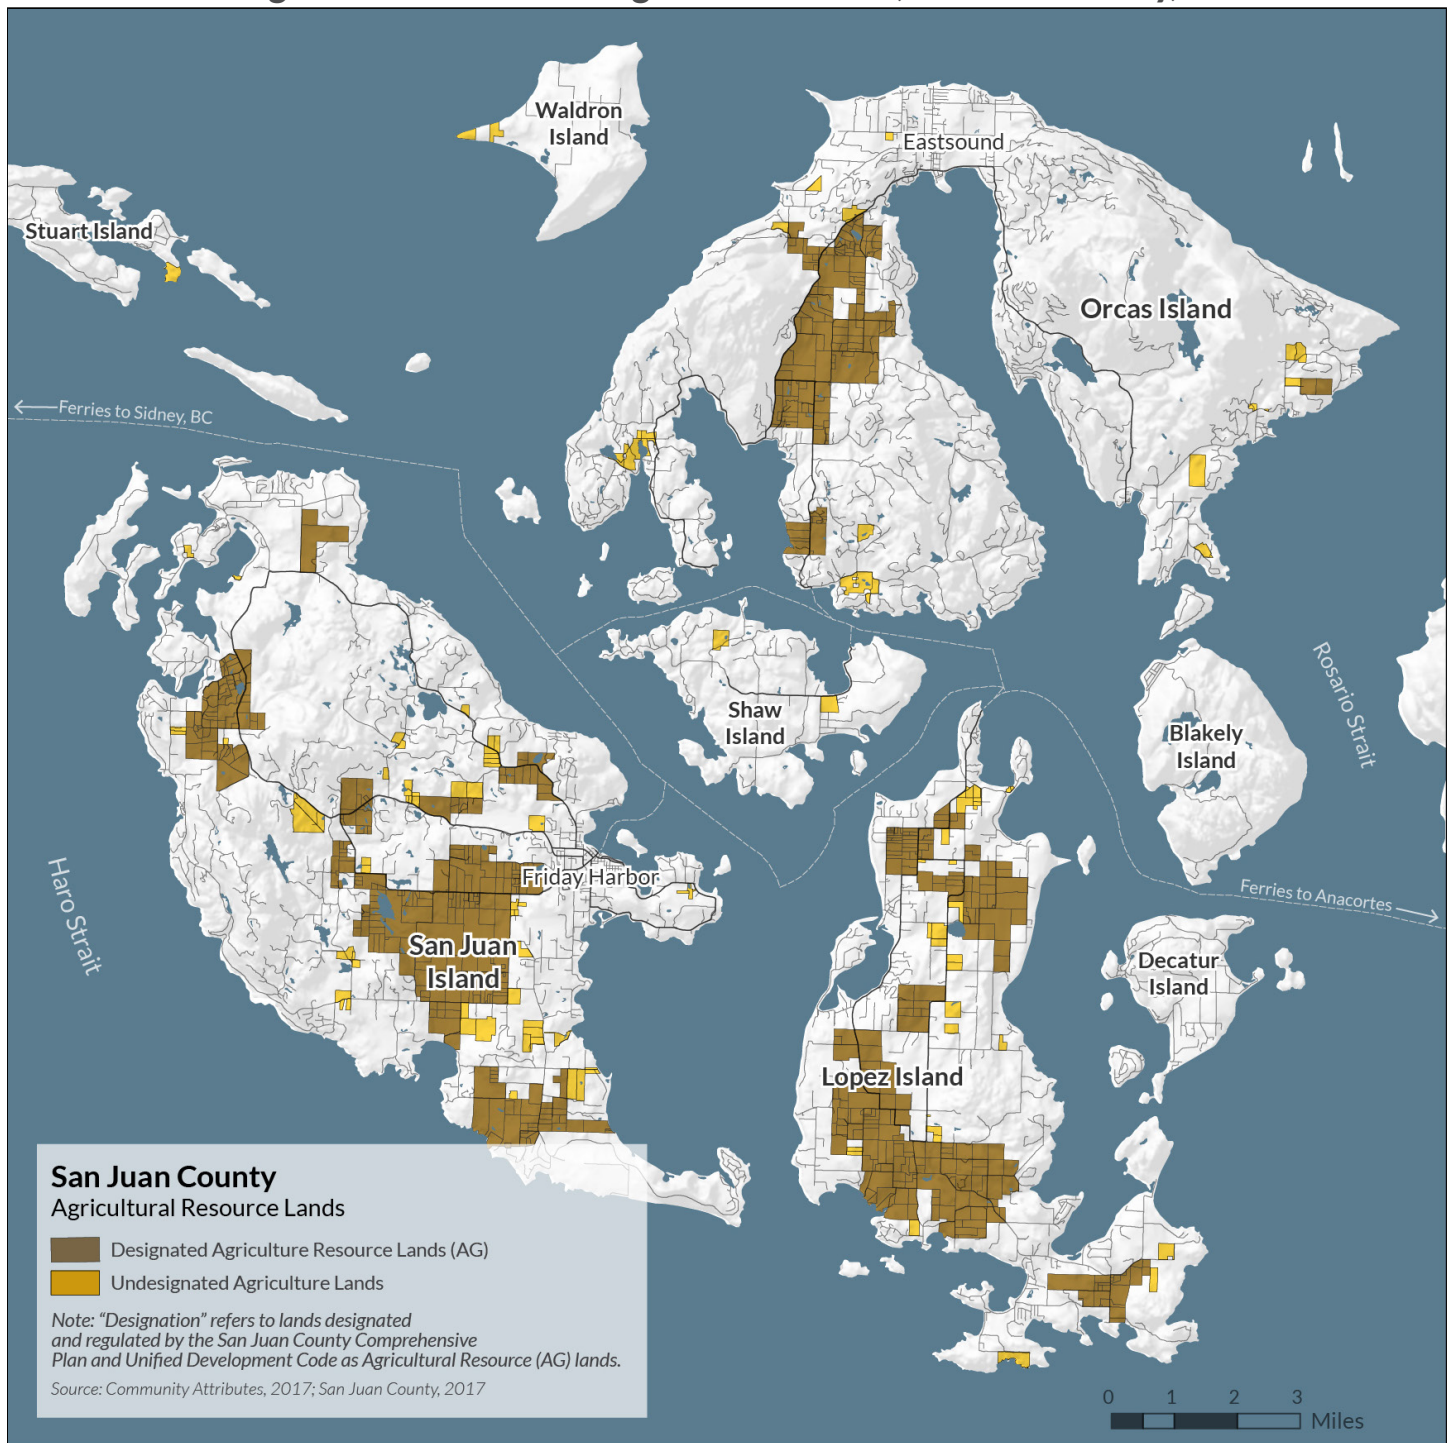 Waldron
Island
Eastsound
Stuart Island
Orcas Island
Ferries to Sidney, BC
Rosario Strait
Shaw
Island
Blakely
Island
Haro Strait
Friday Harbor
Ferries to Anacortes
San Juan
Island
Decatur
Island
Lopez Island
San Juan County
Agricultural Resource Lands
Designated Agriculture Resource Lands (AG)
Undesignated Agriculture Lands
Note: “Designation” refers to lands designated
and regulated by the San Juan County Comprehensive
Plan and Unified Development Code as Agricultural Resource (AG) lands.
Source: Community Attributes, 2017; San Juan County, 2017
0 1 2 3
Miles